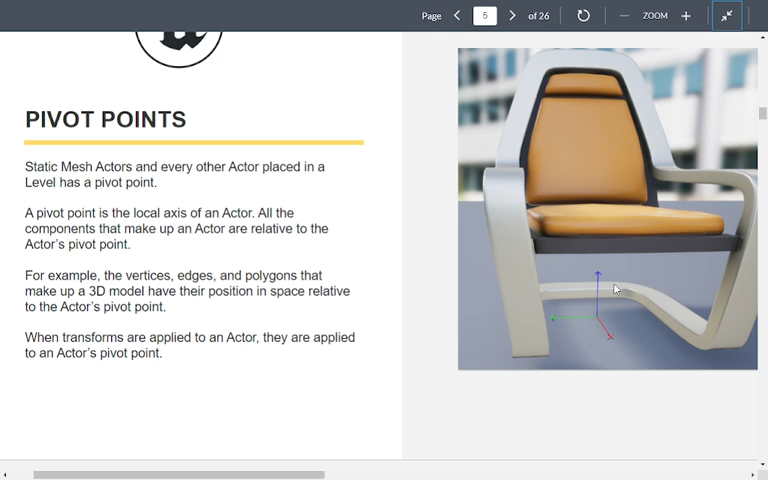 Page 5 of 26 ZOOM
PIVOT POINTS
Static Mesh Actors and every other Actor placed in a
Level has a pivot point.
A pivot point is the local axis of an Actor. All the
components that make up an Actor are relative to the
Actor’s pivot point.
For example, the vertices, edges, and polygons that
make up a 3D model have their position in space relative
to the Actor’s pivot point.
When transforms are applied to an Actor, they are applied
to an Actor’s pivot point.